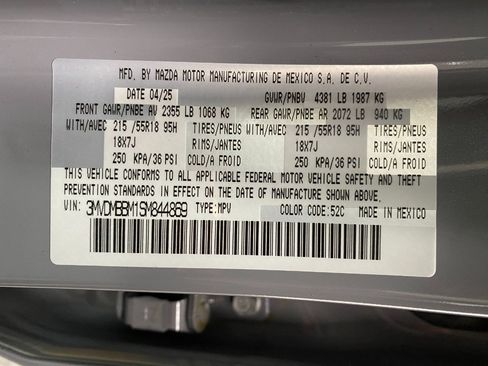 MFD. BY MAZDA MOTOR MANUFACTURING DE MEXICO S.A. DE C.V.
DATE 04/25 GVWR/PNBV 4381 LB 1987 KG
FRONT GAWR/PNBE AV 2355 LB 1068 KG REAR GAWR/PNBE AR 2072 LB 940 KG
WITH/AVEC 215 /55R18 95H TIRES/PNEUS WITH/AVEC 215 /55R18 95H TIRES/PNEUS
18X7J RIMS/JANTES 18X7J RIMS/JANTES
250 KPA/36 PSI COLD/A FROID 250 KPA/36 PSI COLD/A FROID
THIS VEHICLE CONFORMS TO ALL APPLICABLE FEDERAL MOTOR VEHICLE SAFETY AND THEFT
PREVENTION STANDARDS IN EFFECT ON THE DATE OF MANUFACTURE SHOWN ABOVE.
VIN: 3MVDMBBM1SM844869 TYPE:MPV COLOR CODE:52C MADE IN MEXICO